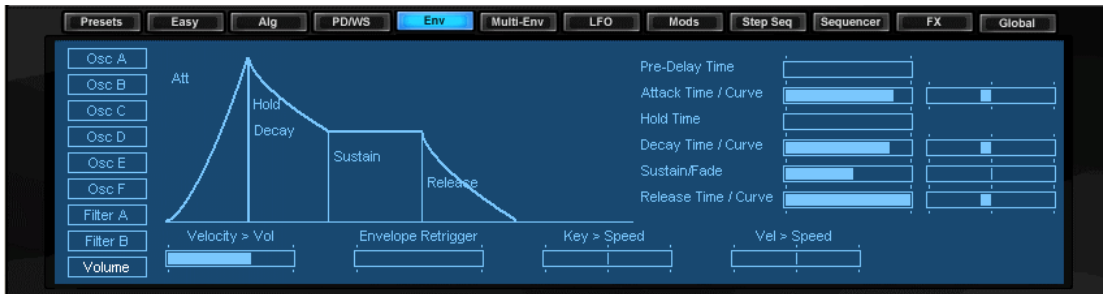 Presets Easy Alg PD/WS Env Multi-Env LFO Mods Step Seq Sequencer FX Global
Osc A
Osc B
Osc C
Osc D
Osc E
Osc F
Filter A
Filter B
Volume
Att
Hold
Decay
Sustain
Release
Pre-Delay Time
Attack Time / Curve
Hold Time
Decay Time / Curve
Sustain/Fade
Release Time / Curve
Velocity > Vol Envelope Retrigger Key > Speed Vel > Speed